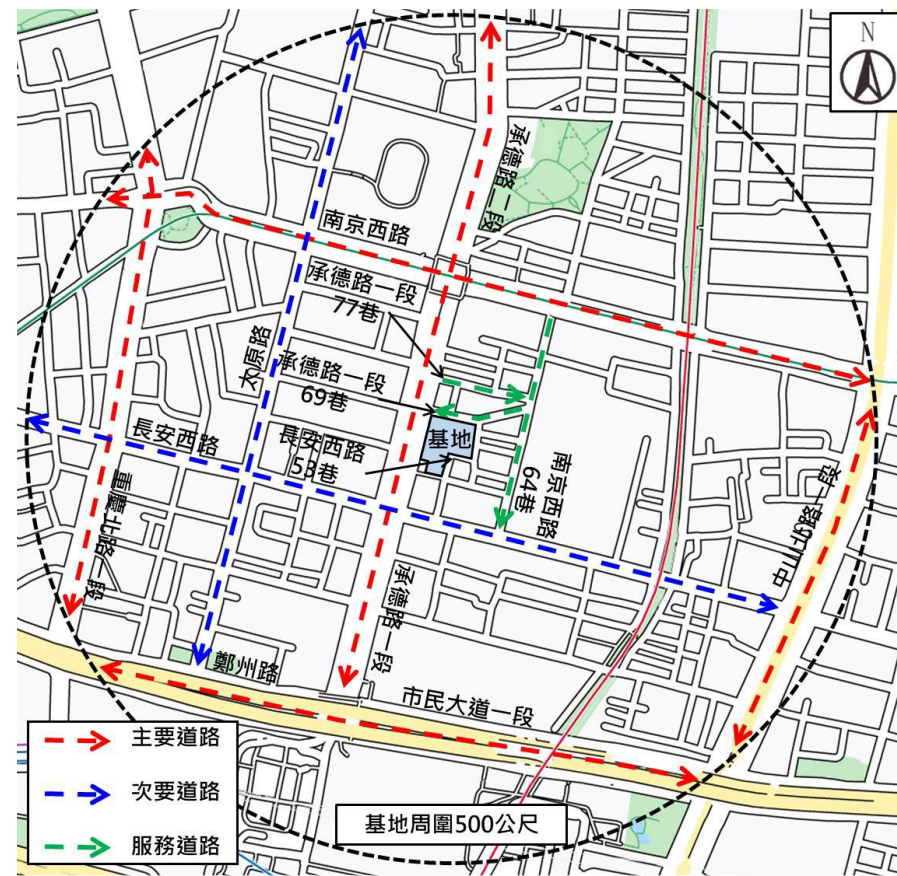 N
承德路一段
南京西路
承德路一段
77巷
太原路
承德路一段
69巷
長安西路
基地
長安西路
53巷
南京西路
64巷
重慶北路一段
中山北路一段
承德路一段
鄭州路
市民大道一段
主要道路
次要道路
服務道路
基地周圍500公尺